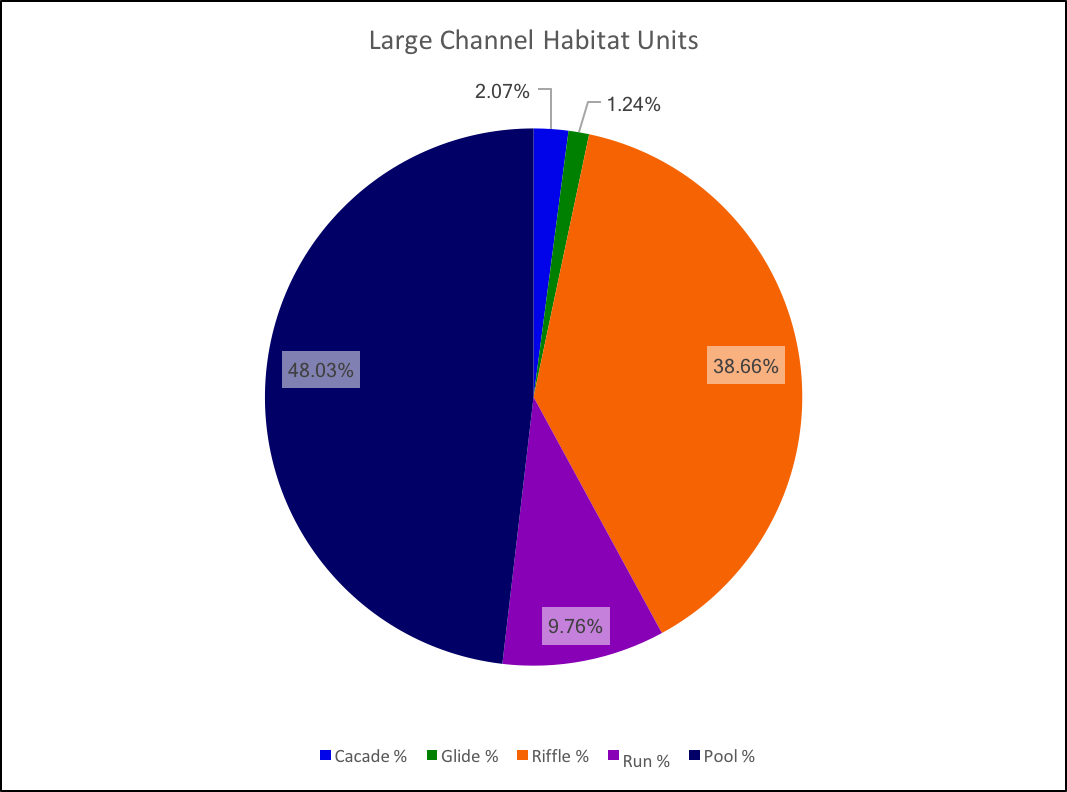 Large Channel Habitat Units
2.07%
1.24%
48.03%
38.66%
9.76%
Cacade % Glide % Riffle % Run % Pool %